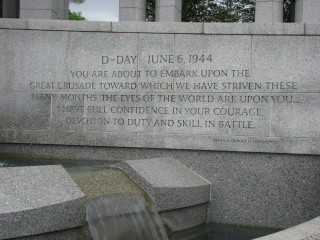 D-DAY JUNE 6, 1944
YOU ARE ABOUT TO EMBARK UPON THE
GREAT CRUSADE TOWARD WHICH WE HAVE STRIVEN THESE
MANY MONTHS. THE EYES OF THE WORLD ARE UPON YOU...
I HAVE FULL CONFIDENCE IN YOUR COURAGE,
DEVOTION TO DUTY AND SKILL IN BATTLE.